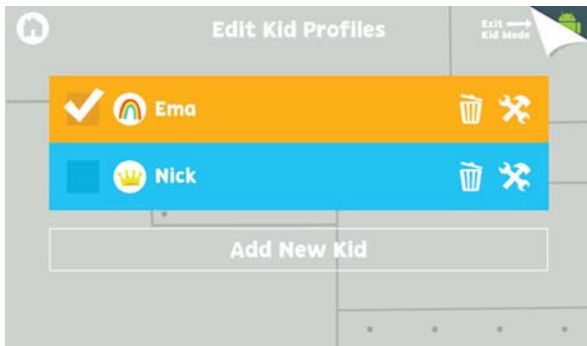 Edit Kid Profiles
Exit
Kid Mode
Ema
Nick
Add New Kid